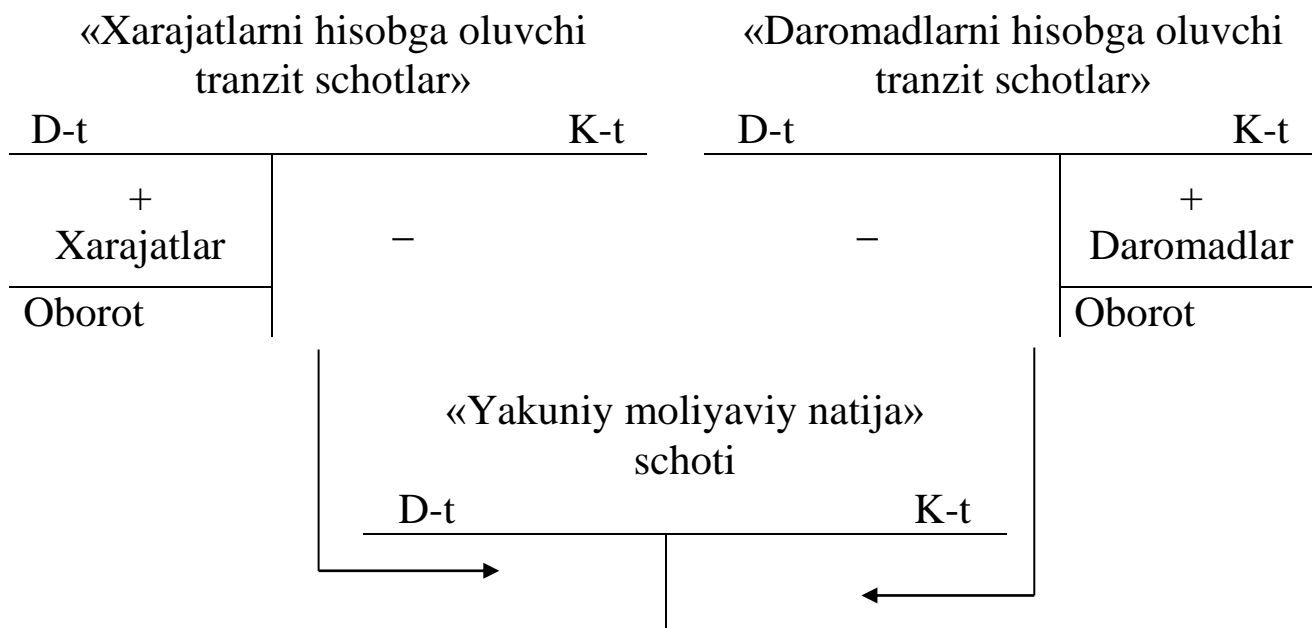 «Xarajatlarni hisobga oluvchi
tranzit schotlar»
D-t K-t
+
Xarajatlar
–
Oborot
«Daromadlarni hisobga oluvchi
tranzit schotlar»
D-t K-t
–
+
Daromadlar
Oborot
«Yakuniy moliyaviy natija»
schoti
D-t K-t